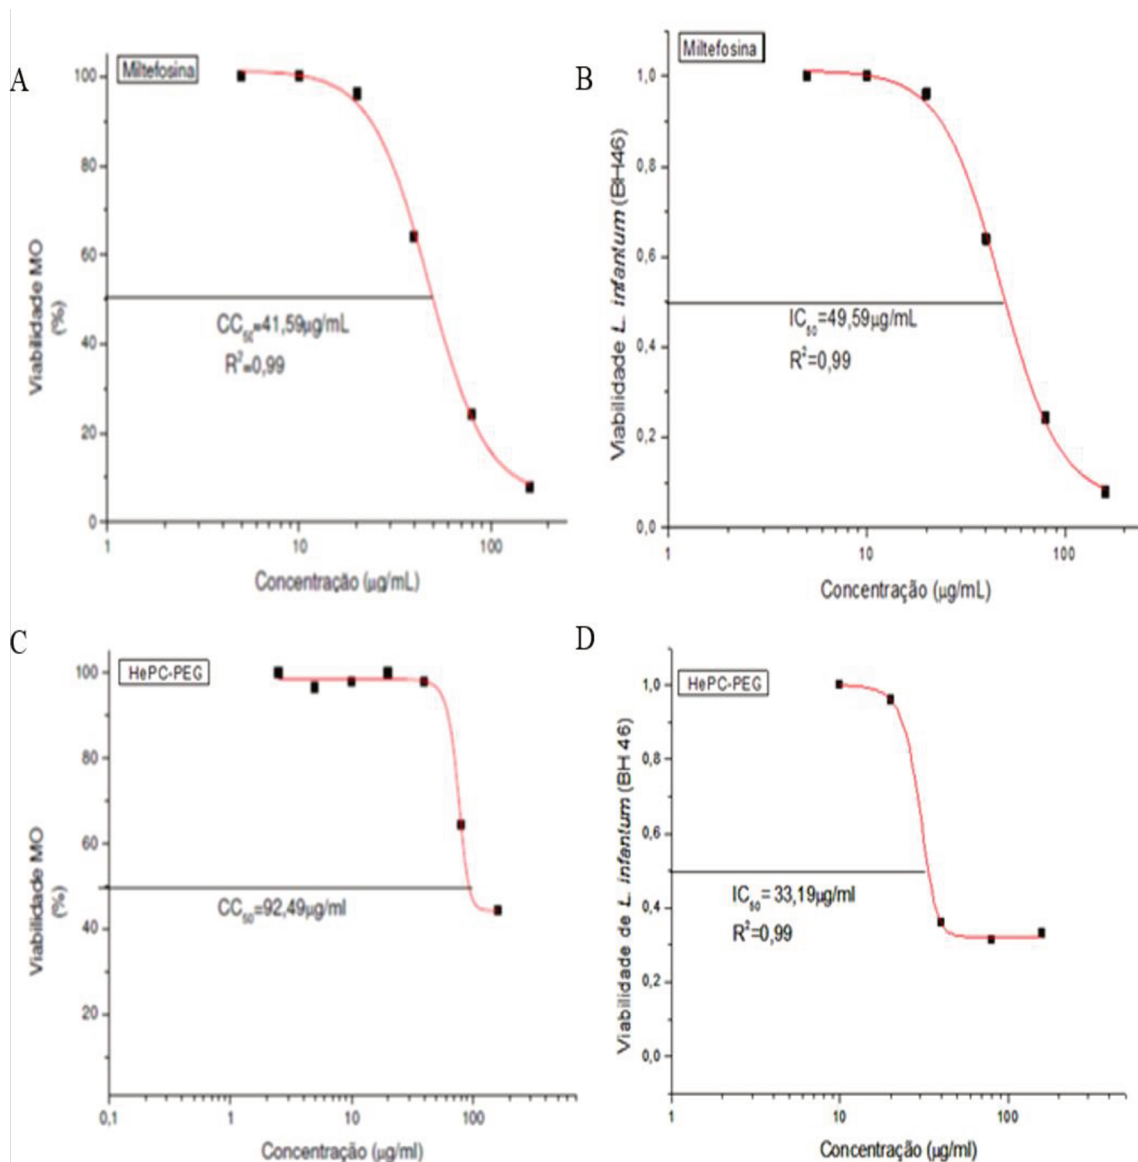 A
Miltefosina
100
80
60
40
20
0
1
10
100
Viabilidade MO
(%)
CC₅₀=41,59µg/mL
R²=0,99
Concentração (µg/mL)
B
Miltefosina
1,0
0,8
0,6
0,4
0,2
0,0
1
10
100
Viabilidade L. infantum (BH46)
IC₅₀=49,59µg/mL
R²=0,99
Concentração (µg/mL)
C
HePC-PEG
100
80
60
40
20
0,1
1
10
100
Viabilidade MO
(%)
CC₅₀=92,49µg/ml
Concentração (µg/ml)
D
HePC-PEG
1,0
0,8
0,6
0,4
0,2
0,0
1
10
100
Viabilidade de L. infantum (BH 46)
IC₅₀= 33,19µg/ml
R²=0,99
Concentração (µg/ml)